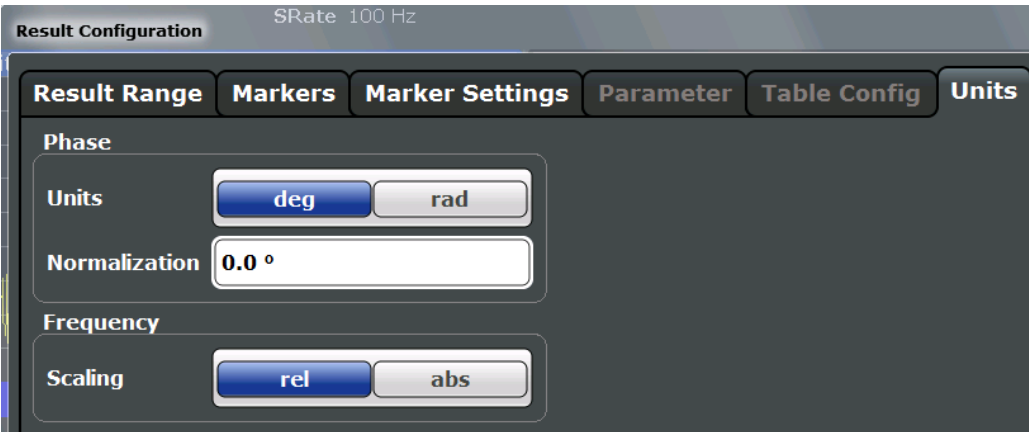 SRate 100 Hz
Result Configuration
Result Range Markers Marker Settings Parameter Table Config Units
Phase
Units deg rad
Normalization 0.0 º
Frequency
Scaling rel abs